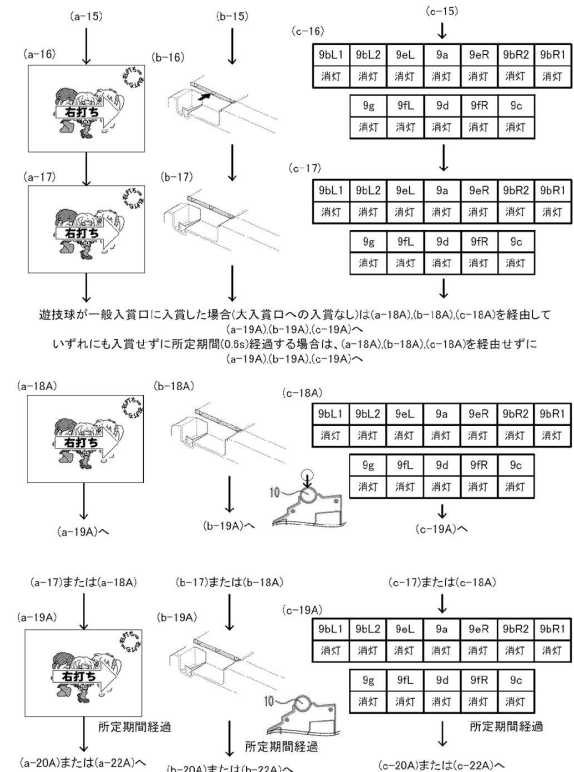 (a-15) (b-15) (c-15)
(a-16) (b-16) (c-16)
右打ち
9bL1 9bL2 9eL 9a 9eR 9bR2 9bR1
消灯 消灯 消灯 消灯 消灯 消灯 消灯
9g 9fL 9d 9fR 9c
消灯 消灯 消灯 消灯 消灯
(a-17) (b-17) (c-17)
右打ち
9bL1 9bL2 9eL 9a 9eR 9bR2 9bR1
消灯 消灯 消灯 消灯 消灯 消灯 消灯
9g 9fL 9d 9fR 9c
消灯 消灯 消灯 消灯 消灯
遊技球が一般入賞口に入賞した場合(大入賞口への入賞なし)は(a-18A),(b-18A),(c-18A)を経由して
(a-19A),(b-19A),(c-19A)へ
いずれにも入賞せずに所定期間(0.6s)経過する場合は、(a-18A),(b-18A),(c-18A)を経由せずに
(a-19A),(b-19A),(c-19A)へ
(a-18A) (b-18A) (c-18A)
右打ち
9bL1 9bL2 9eL 9a 9eR 9bR2 9bR1
消灯 消灯 消灯 消灯 消灯 消灯 消灯
9g 9fL 9d 9fR 9c
消灯 消灯 消灯 消灯 消灯
10
(a-19A)へ (b-19A)へ (c-19A)へ
(a-17)または(a-18A) (b-17)または(b-18A) (c-17)または(c-18A)
(a-19A) (b-19A) (c-19A)
右打ち
9bL1 9bL2 9eL 9a 9eR 9bR2 9bR1
消灯 消灯 消灯 消灯 消灯 消灯 消灯
9g 9fL 9d 9fR 9c
消灯 消灯 消灯 消灯 消灯
10
所定期間経過 所定期間経過 所定期間経過
(a-20A)または(a-22A)へ (b-20A)または(b-22A)へ (c-20A)または(c-22A)へ